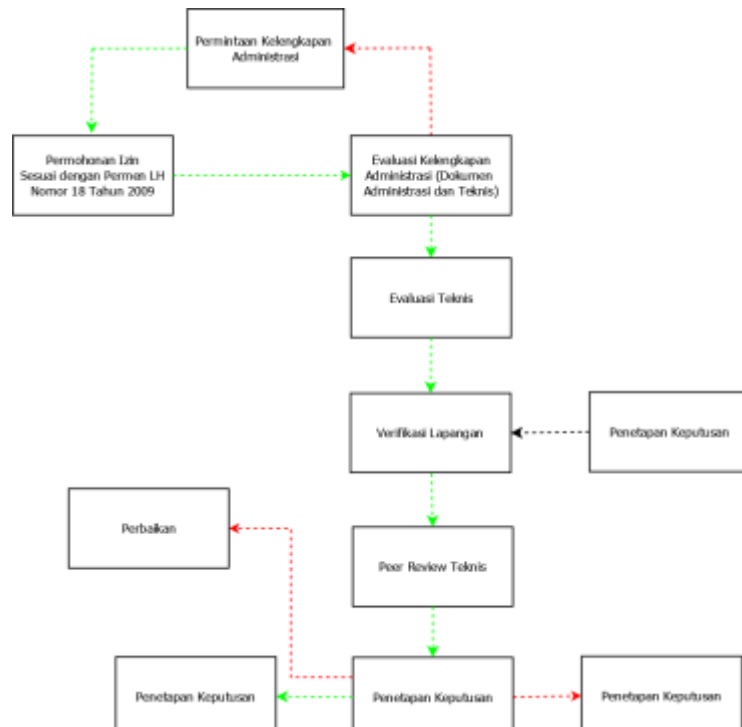 Permintaan Kelengkapan
Administrasi
Permohonan Izin
Sesuai dengan Permen LH
Nomor 18 Tahun 2009
Evaluasi Kelengkapan
Administrasi (Dokumen
Administrasi dan Teknis)
Evaluasi Teknis
Verifikasi Lapangan
Penetapan Keputusan
Perbaikan
Peer Review Teknis
Penetapan Keputusan
Penetapan Keputusan
Penetapan Keputusan